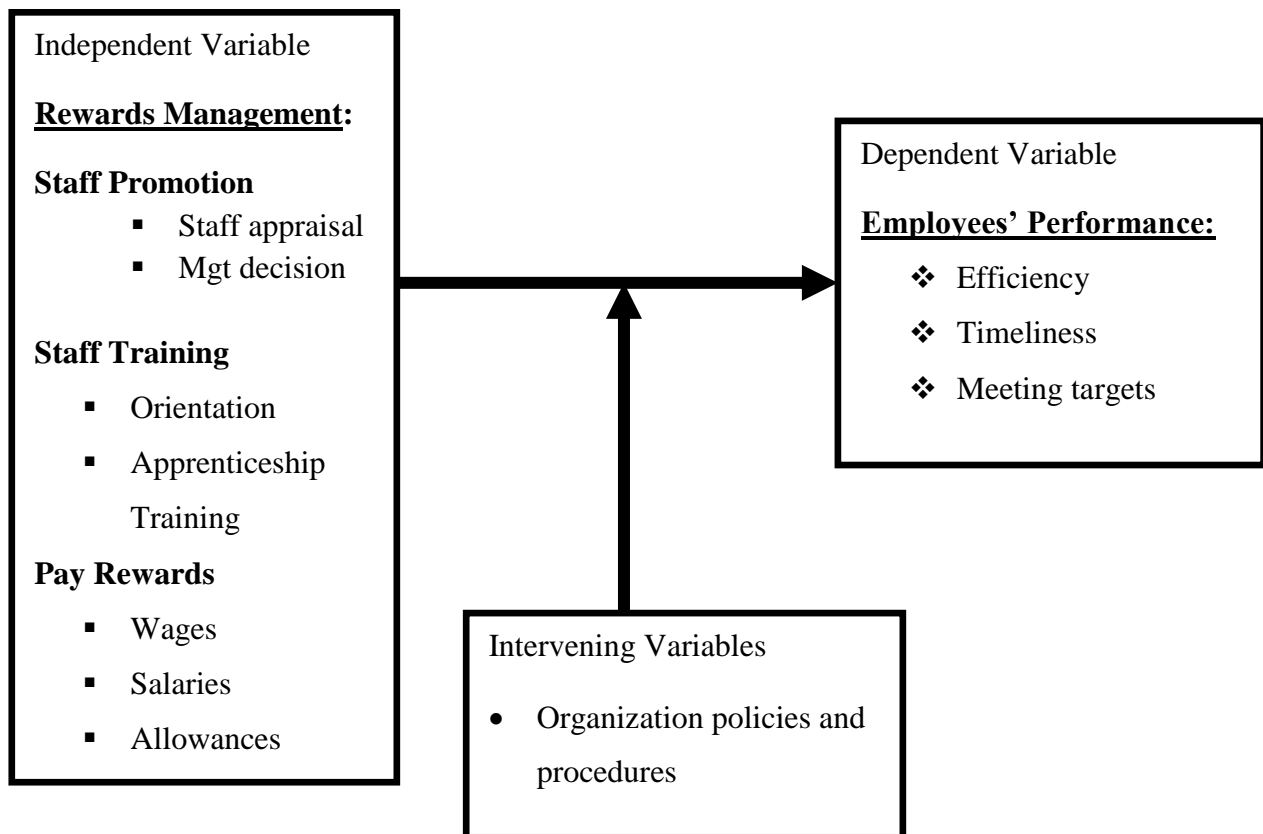 Independent Variable
Rewards Management:
Staff Promotion
▪ Staff appraisal
▪ Mgt decision
Staff Training
▪ Orientation
▪ Apprenticeship
Training
Pay Rewards
▪ Wages
▪ Salaries
▪ Allowances
Dependent Variable
Employees’ Performance:
❖ Efficiency
❖ Timeliness
❖ Meeting targets
Intervening Variables
• Organization policies and
procedures